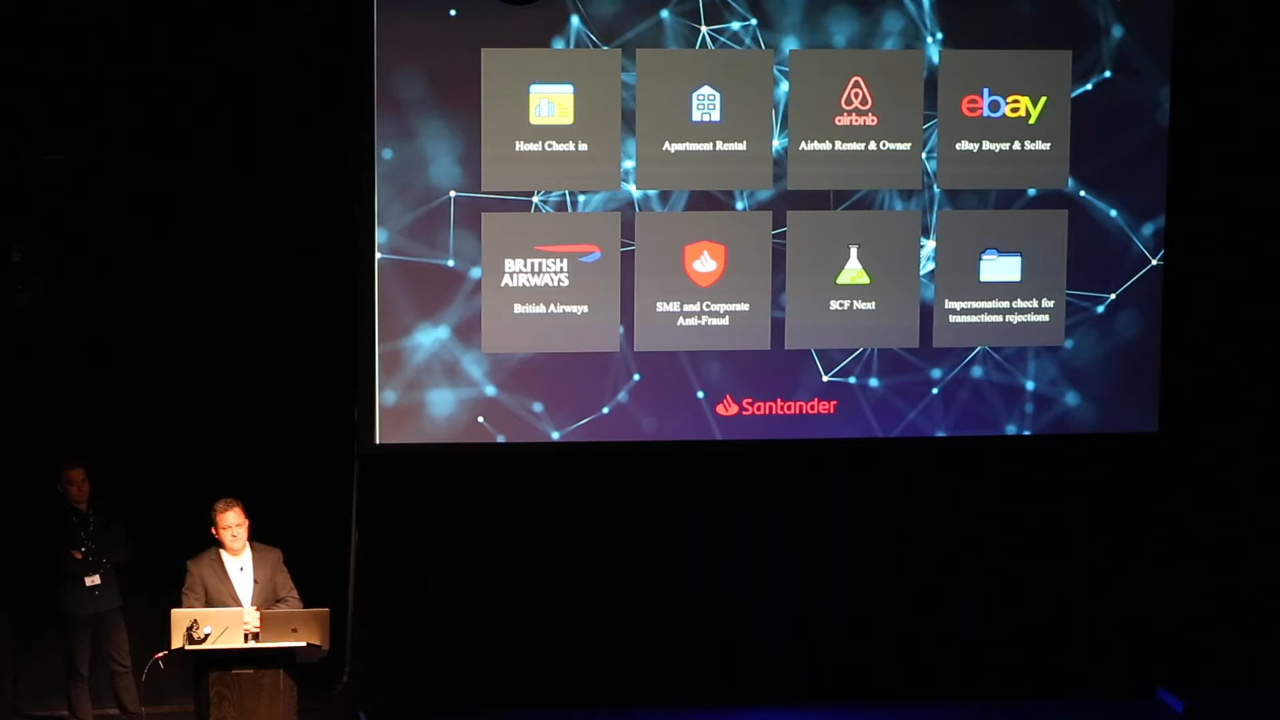 Hotel Check in
Apartment Rental
airbnb
Airbnb Renter & Owner
ebay
eBay Buyer & Seller
BRITISH
AIRWAYS
British Airways
SME and Corporate
Anti-Fraud
SCF Next
Impersonation check for
transactions rejections
Santander